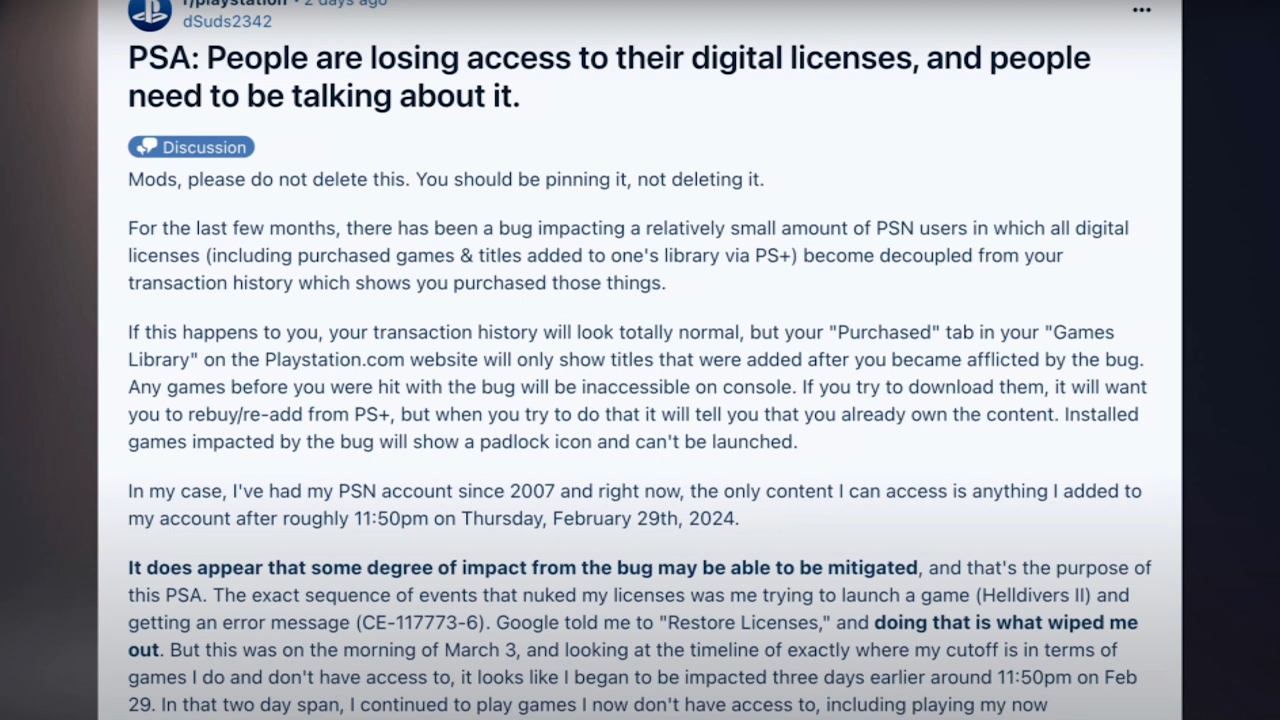 r/playstation • 2 days ago
dSuds2342
PSA: People are losing access to their digital licenses, and people
need to be talking about it.
Discussion
Mods, please do not delete this. You should be pinning it, not deleting it.
For the last few months, there has been a bug impacting a relatively small amount of PSN users in which all digital
licenses (including purchased games & titles added to one's library via PS+) become decoupled from your
transaction history which shows you purchased those things.
If this happens to you, your transaction history will look totally normal, but your "Purchased" tab in your "Games
Library" on the Playstation.com website will only show titles that were added after you became afflicted by the bug.
Any games before you were hit with the bug will be inaccessible on console. If you try to download them, it will want
you to rebuy/re-add from PS+, but when you try to do that it will tell you that you already own the content. Installed
games impacted by the bug will show a padlock icon and can't be launched.
In my case, I've had my PSN account since 2007 and right now, the only content I can access is anything I added to
my account after roughly 11:50pm on Thursday, February 29th, 2024.
It does appear that some degree of impact from the bug may be able to be mitigated, and that's the purpose of
this PSA. The exact sequence of events that nuked my licenses was me trying to launch a game (Helldivers II) and
getting an error message (CE-117773-6). Google told me to "Restore Licenses," and doing that is what wiped me
out. But this was on the morning of March 3, and looking at the timeline of exactly where my cutoff is in terms of
games I do and don't have access to, it looks like I began to be impacted three days earlier around 11:50pm on Feb
29. In that two day span, I continued to play games I now don't have access to, including playing my now